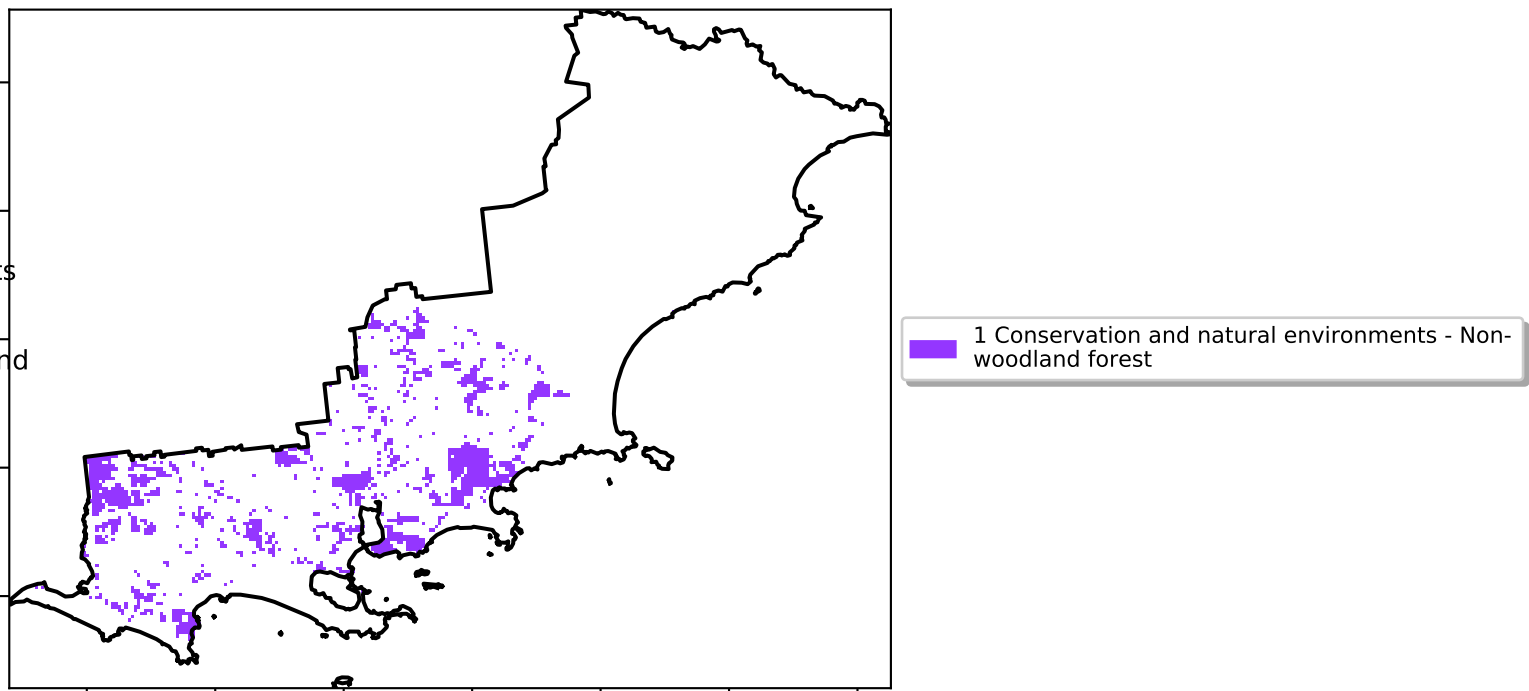 1 Conservation and natural environments - Non-
woodland forest